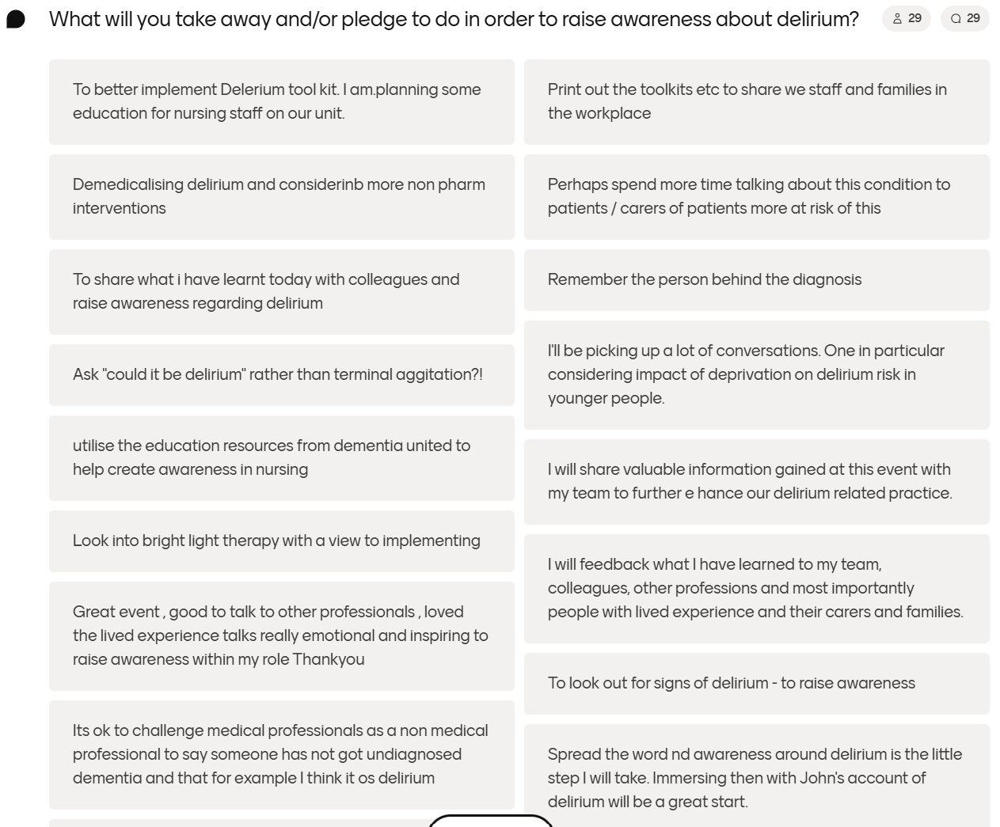 What will you take away and/or pledge to do in order to raise awareness about delirium?
29
29
To better implement Delerium tool kit. I am.planning some
education for nursing staff on our unit.
Demedicalising delirium and considerinb more non pharm
interventions
To share what i have learnt today with colleagues and
raise awareness regarding delirium
Ask "could it be delirium" rather than terminal aggitation?!
utilise the education resources from dementia united to
help create awareness in nursing
Look into bright light therapy with a view to implementing
Great event , good to talk to other professionals , loved
the lived experience talks really emotional and inspiring to
raise awareness within my role Thankyou
Its ok to challenge medical professionals as a non medical
professional to say someone has not got undiagnosed
dementia and that for example I think it os delirium
Print out the toolkits etc to share we staff and families in
the workplace
Perhaps spend more time talking about this condition to
patients / carers of patients more at risk of this
Remember the person behind the diagnosis
I'll be picking up a lot of conversations. One in particular
considering impact of deprivation on delirium risk in
younger people.
I will share valuable information gained at this event with
my team to further e hance our delirium related practice.
I will feedback what I have learned to my team,
colleagues, other professions and most importantly
people with lived experience and their carers and families.
To look out for signs of delirium - to raise awareness
Spread the word nd awareness around delirium is the little
step I will take. Immersing then with John's account of
delirium will be a great start.